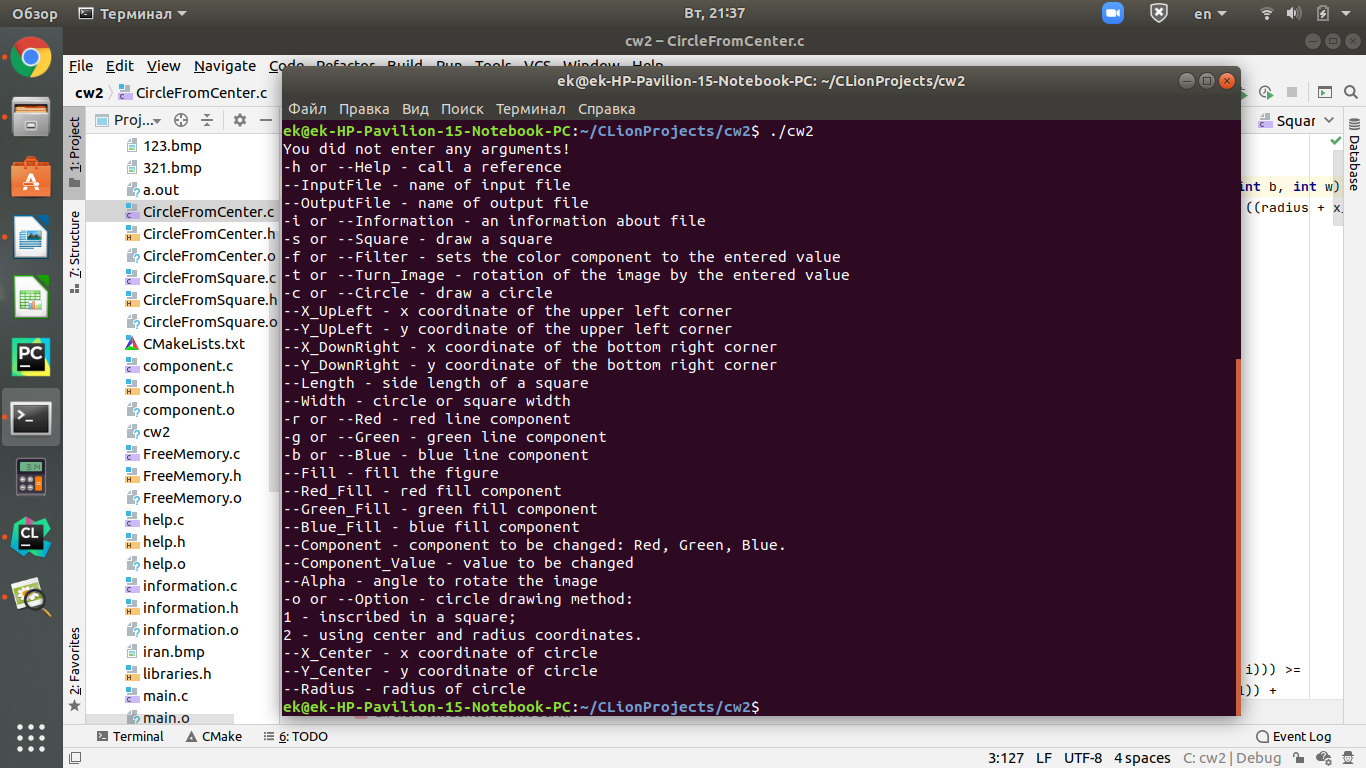 Обзор Терминал Вт, 21:37 en
cw2 – CircleFromCenter.c
File Edit View Navigate Code Refactor Build Run Tools VCS Window Help
cw2 CircleFromCenter.c
Squar
1: Project
7: Structure
2: Favorites
Proj...
123.bmp
321.bmp
a.out
CircleFromCenter.c
CircleFromCenter.h
CircleFromCenter.o
CircleFromSquare.c
CircleFromSquare.h
CircleFromSquare.o
CMakeLists.txt
component.c
component.h
component.o
cw2
FreeMemory.c
FreeMemory.h
FreeMemory.o
help.c
help.h
help.o
information.c
information.h
information.o
iran.bmp
libraries.h
main.c
main.o
ek@ek-HP-Pavilion-15-Notebook-PC: ~/CLionProjects/cw2
Файл Правка Вид Поиск Терминал Справка
ek@ek-HP-Pavilion-15-Notebook-PC:~/CLionProjects/cw2$ ./cw2
You did not enter any arguments!
-h or --Help - call a reference
--InputFile - name of input file
--OutputFile - name of output file
-i or --Information - an information about file
-s or --Square - draw a square
-f or --Filter - sets the color component to the entered value
-t or --Turn_Image - rotation of the image by the entered value
-c or --Circle - draw a circle
--X_UpLeft - x coordinate of the upper left corner
--Y_UpLeft - y coordinate of the upper left corner
--X_DownRight - x coordinate of the bottom right corner
--Y_DownRight - y coordinate of the bottom right corner
--Length - side length of a square
--Width - circle or square width
-r or --Red - red line component
-g or --Green - green line component
-b or --Blue - blue line component
--Fill - fill the figure
--Red_Fill - red fill component
--Green_Fill - green fill component
--Blue_Fill - blue fill component
--Component - component to be changed: Red, Green, Blue.
--Component_Value - value to be changed
--Alpha - angle to rotate the image
-o or --Option - circle drawing method:
1 - inscribed in a square;
2 - using center and radius coordinates.
--X_Center - x coordinate of circle
--Y_Center - y coordinate of circle
--Radius - radius of circle
ek@ek-HP-Pavilion-15-Notebook-PC:~/CLionProjects/cw2$
int b, int w)
((radius + x_
i))) >=
)) +
Database
PC
CL
3.14
Terminal CMake 6: TODO Event Log
3:127 LF UTF-8 4 spaces C: cw2 | Debug